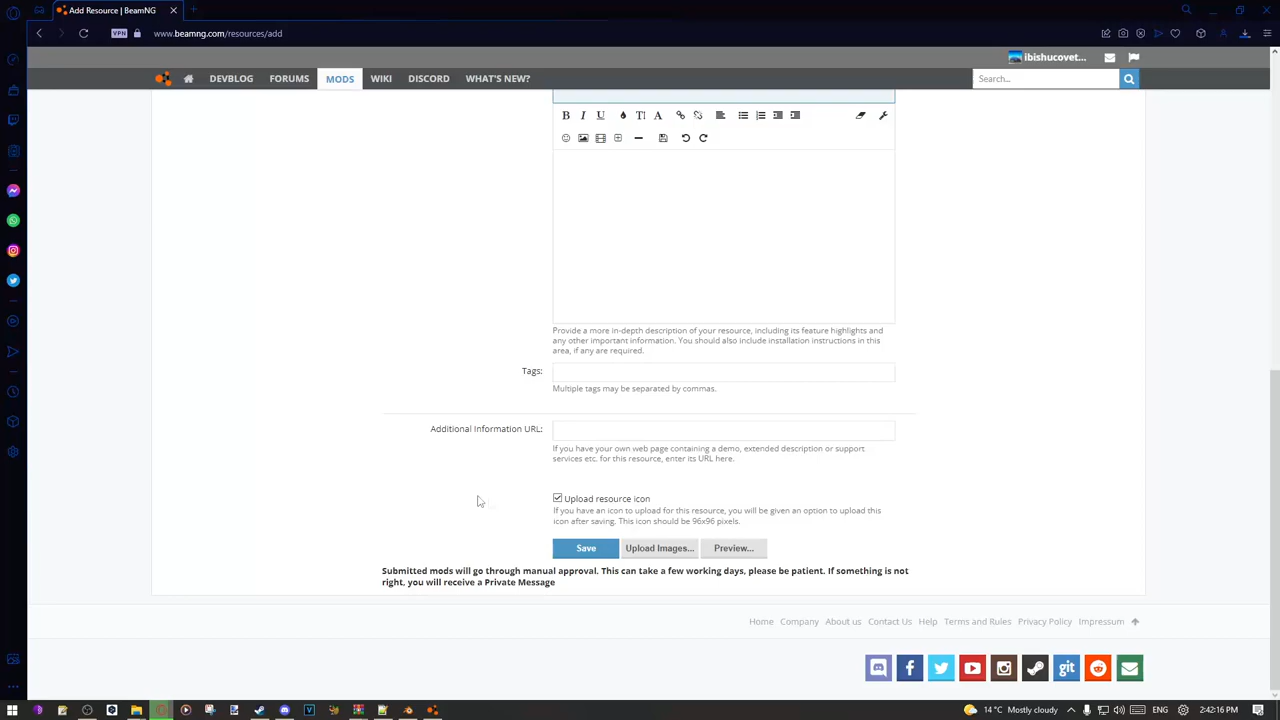 Add Resource | BeamNG
VPN
www.beamng.com/resources/add
ibishucovet...
DEVBLOG FORUMS MODS WIKI DISCORD WHAT'S NEW?
Search...
B I U
Provide a more in-depth description of your resource, including its feature highlights and
any other important information. You should also include installation instructions in this
area, if any are required.
Tags:
Multiple tags may be separated by commas.
Additional Information URL:
If you have your own web page containing a demo, extended description or support
services etc. for this resource, enter its URL here.
Upload resource icon
If you have an icon to upload for this resource, you will be given an option to upload this
icon after saving. This icon should be 96x96 pixels.
Save Upload Images... Preview...
Submitted mods will go through manual approval. This can take a few working days, please be patient. If something is not
right, you will receive a Private Message
Home Company About us Contact Us Help Terms and Rules Privacy Policy Impressum
git
14°C Mostly cloudy ENG 2:42:16 PM